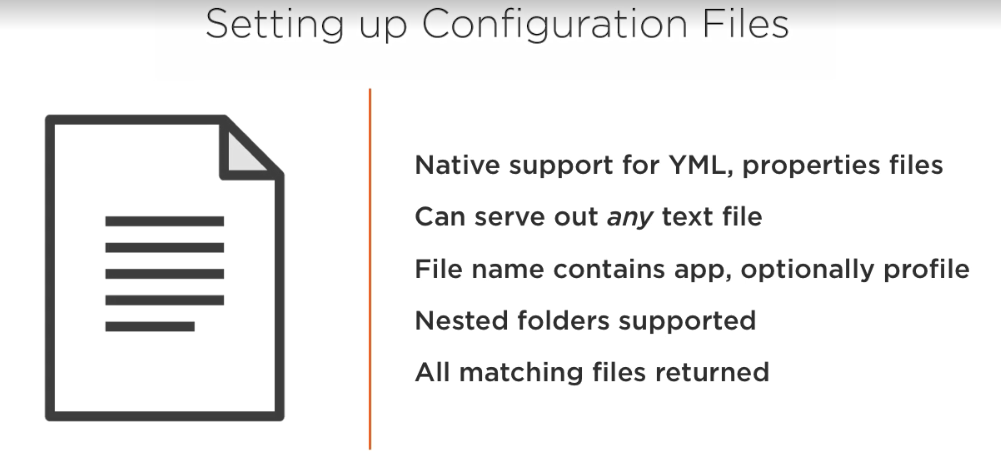 Setting up Configuration Files
Native support for YML, properties files
Can serve out any text file
File name contains app, optionally profile
Nested folders supported
All matching files returned